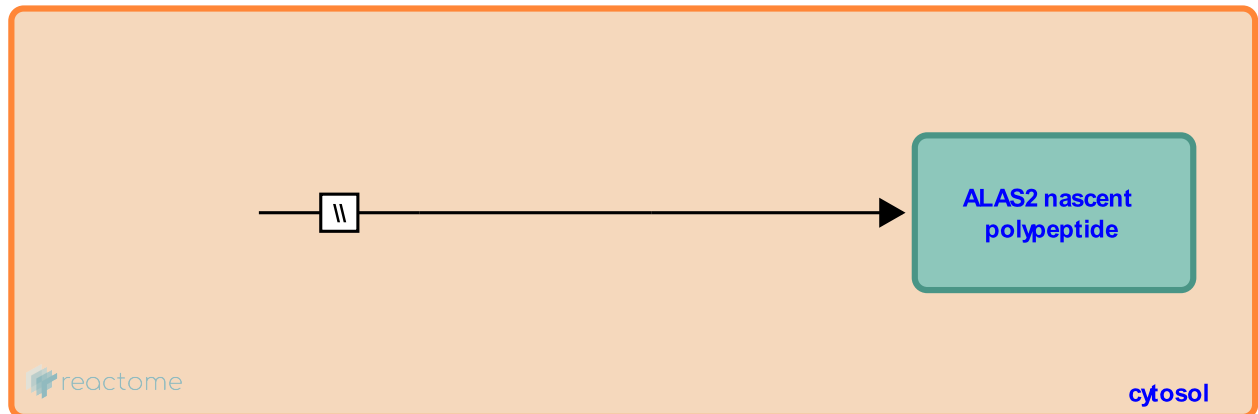 \\
ALAS2 nascent
polypeptide
reactome
cytosol